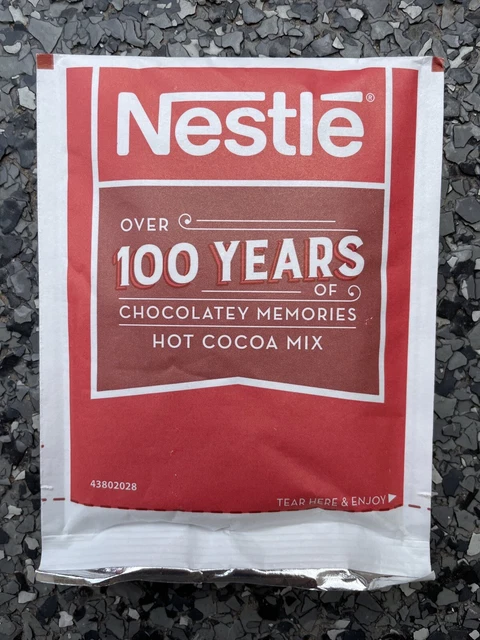 Nestlé®
OVER
100 YEARS
OF
CHOCOLATEY MEMORIES
HOT COCOA MIX
43802028
TEAR HERE & ENJOY